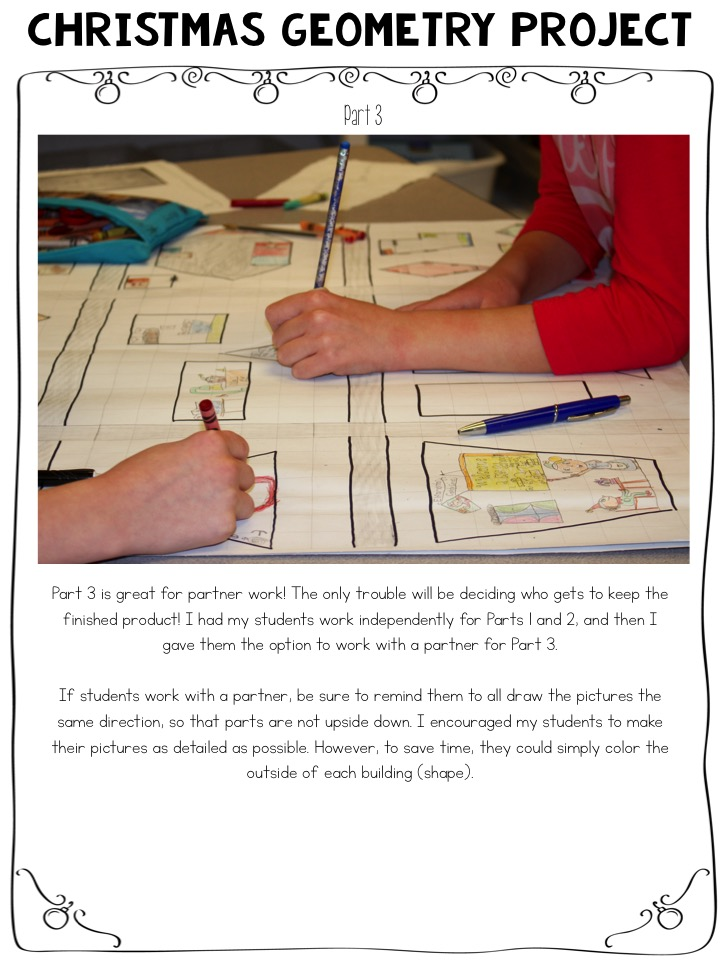 CHRISTMAS GEOMETRY PROJECT
Part 3
Part 3 is great for partner work! The only trouble will be deciding who gets to keep the
finished product! I had my students work independently for Parts 1 and 2, and then I
gave them the option to work with a partner for Part 3.
If students work with a partner, be sure to remind them to all draw the pictures the
same direction, so that parts are not upside down. I encouraged my students to make
their pictures as detailed as possible. However, to save time, they could simply color the
outside of each building (shape).